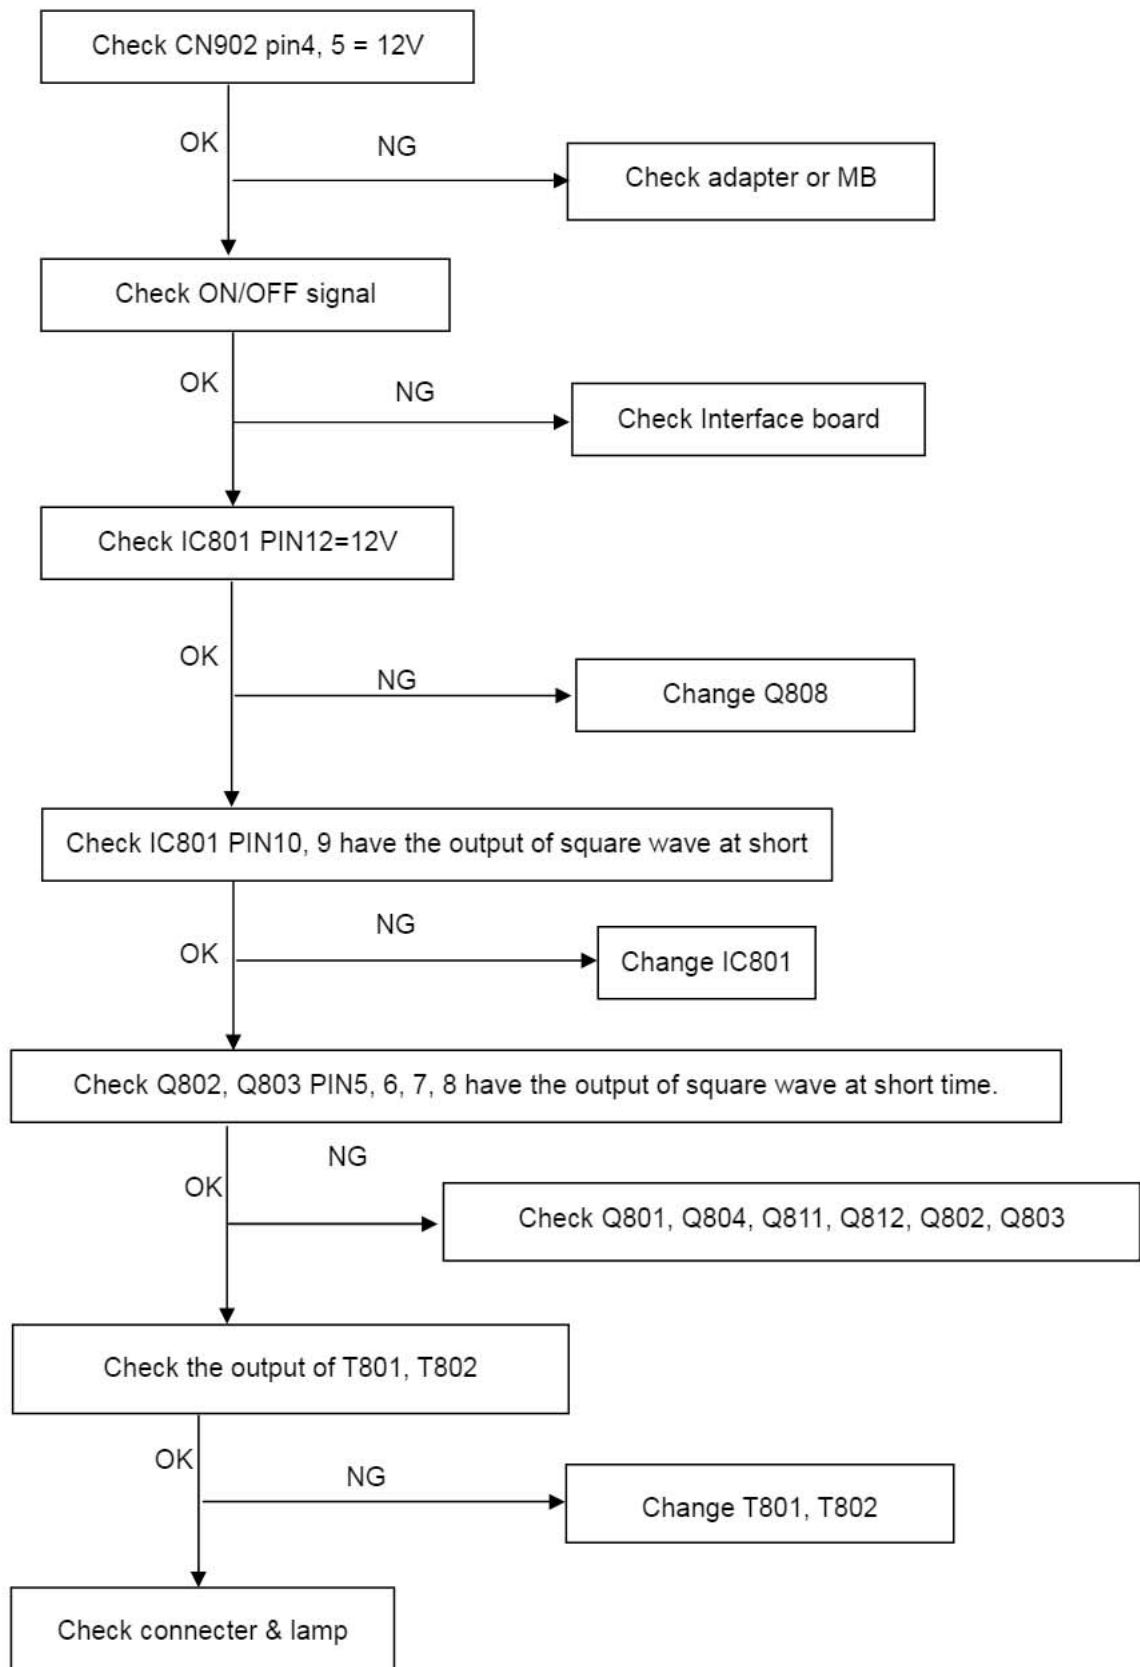 Check CN902 pin4, 5 = 12V
OK
NG
Check adapter or MB
Check ON/OFF signal
OK
NG
Check Interface board
Check IC801 PIN12=12V
OK
NG
Change Q808
Check IC801 PIN10, 9 have the output of square wave at short
NG
OK
Change IC801
Check Q802, Q803 PIN5, 6, 7, 8 have the output of square wave at short time.
NG
OK
Check Q801, Q804, Q811, Q812, Q802, Q803
Check the output of T801, T802
OK
NG
Change T801, T802
Check connecter & lamp